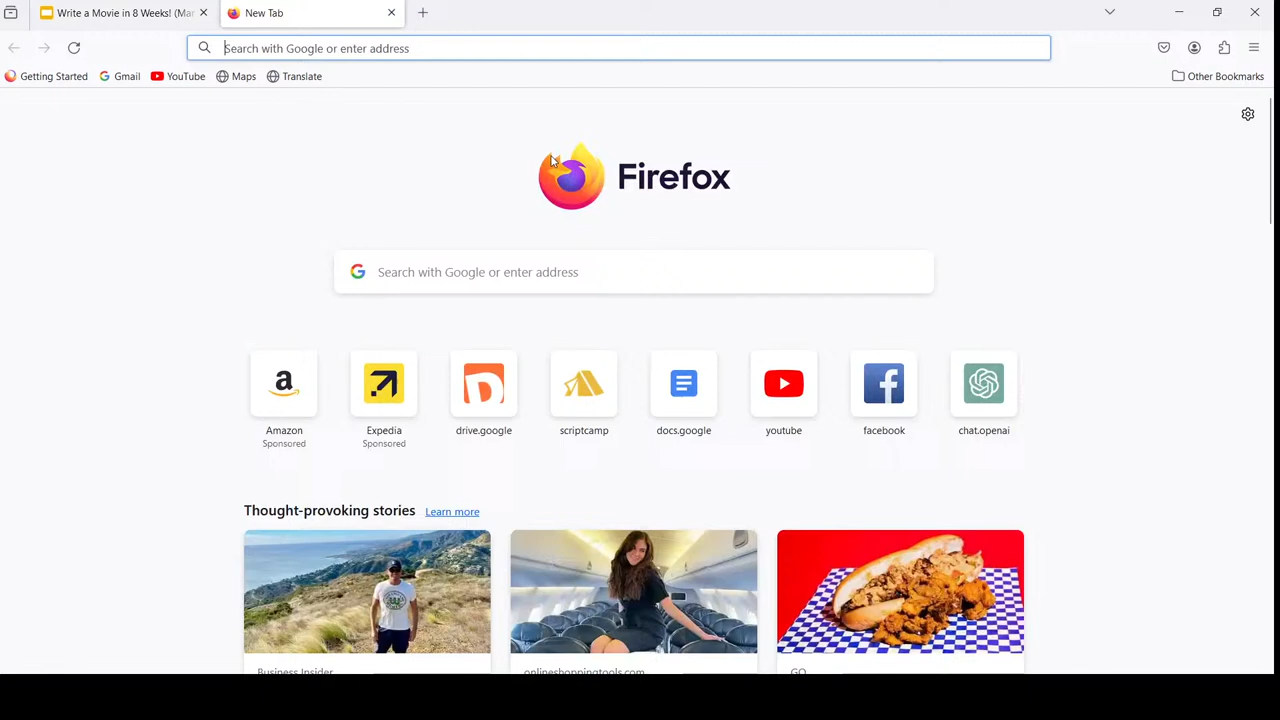 Write a Movie in 8 Weeks! (Mar
New Tab
Search with Google or enter address
Getting Started
Gmail
YouTube
Maps
Translate
Other Bookmarks
Firefox
Search with Google or enter address
a
Amazon
Sponsored
Expedia
Sponsored
drive.google
scriptcamp
docs.google
youtube
facebook
chat.openai
Thought-provoking stories Learn more
Business Insider
onlineshoppingtools.com
GO